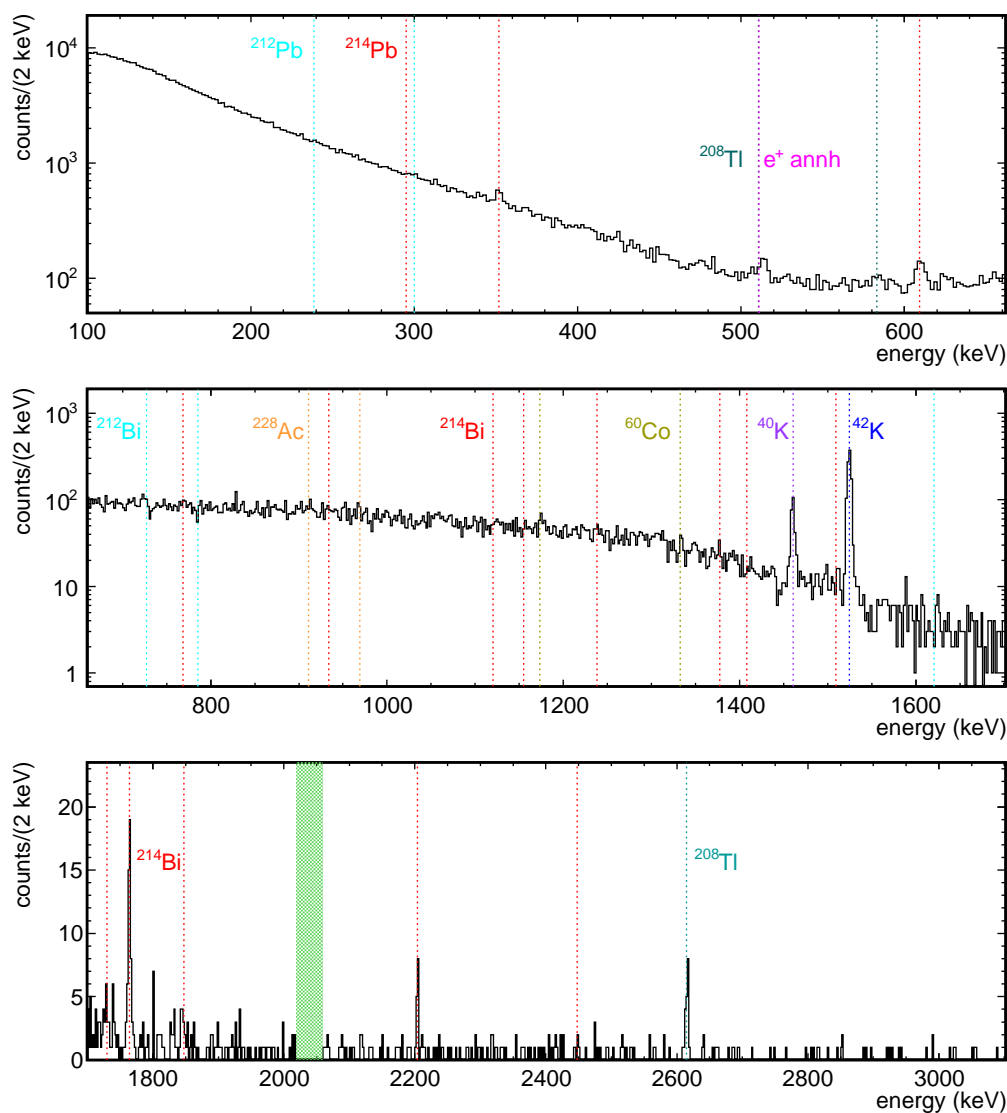 counts/(2 keV)
10⁴
10³
10²
²¹²Pb
²¹⁴Pb
²⁰⁸Tl
e⁺ annh
100 200 300 400 500 600
energy (keV)
counts/(2 keV)
10³
10²
10
1
²¹²Bi
²²⁸Ac
²¹⁴Bi
⁶⁰Co
⁴⁰K
⁴²K
800 1000 1200 1400 1600
energy (keV)
counts/(2 keV)
20
15
10
5
0
²¹⁴Bi
²⁰⁸Tl
1800 2000 2200 2400 2600 2800 3000
energy (keV)